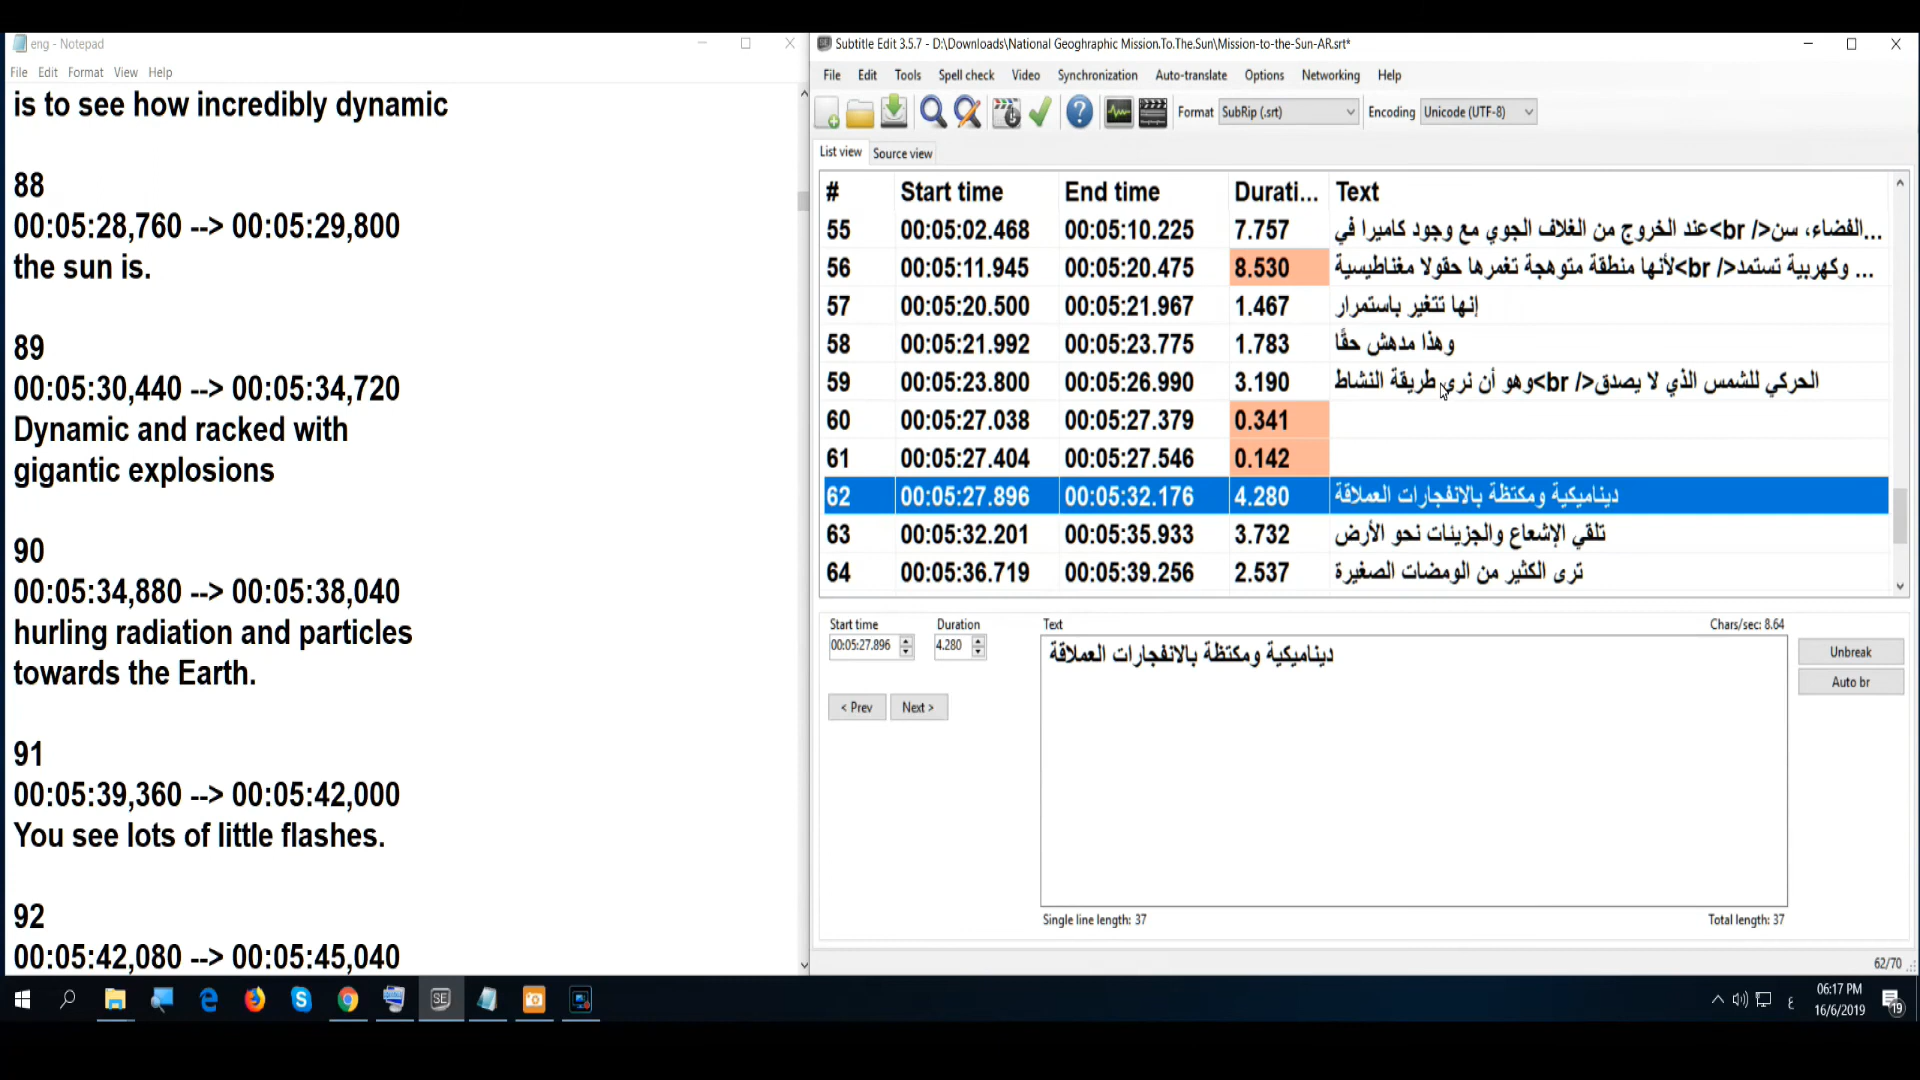 eng - Notepad
File Edit Format View Help
is to see how incredibly dynamic
88
00:05:28,760 --> 00:05:29,800
the sun is.
89
00:05:30,440 --> 00:05:34,720
Dynamic and racked with
gigantic explosions
90
00:05:34,880 --> 00:05:38,040
hurling radiation and particles
towards the Earth.
91
00:05:39,360 --> 00:05:42,000
You see lots of little flashes.
92
00:05:42,080 --> 00:05:45,040
Subtitle Edit 3.5.7 - D:\Downloads\National Geoghraphic Mission.To.The.Sun\Mission-to-the-Sun-AR.srt*
File Edit Tools Spell check Video Synchronization Auto-translate Options Networking Help
Format SubRip (.srt) Encoding Unicode (UTF-8)
List view Source view
# Start time End time Durati... Text
55 00:05:02.468 00:05:10.225 7.757 عند الخروج من الغلاف الجوي مع وجود كاميرا في<br />الفضاء، سن...
56 00:05:11.945 00:05:20.475 8.530 لأنها منطقة متوهجة تغمرها حقولا مغناطيسية<br />وكهربية تستمد ...
57 00:05:20.500 00:05:21.967 1.467 إنها تتغير باستمرار
58 00:05:21.992 00:05:23.775 1.783 وهذا مدهش حقًا
59 00:05:23.800 00:05:26.990 3.190 وهو أن نري طريقة النشاط<br />الحركي للشمس الذي لا يصدق
60 00:05:27.038 00:05:27.379 0.341
61 00:05:27.404 00:05:27.546 0.142
62 00:05:27.896 00:05:32.176 4.280 ديناميكية ومكتظة بالانفجارات العملاقة
63 00:05:32.201 00:05:35.933 3.732 تلقي الإشعاع والجزيئات نحو الأرض
64 00:05:36.719 00:05:39.256 2.537 ترى الكثير من الومضات الصغيرة
Start time Duration Text Chars/sec: 8.64
00:05:27.896 4.280
ديناميكية ومكتظة بالانفجارات العملاقة
Unbreak
Auto br
< Prev Next >
Single line length: 37 Total length: 37
62/70
SE
ع
06:17 PM
16/6/2019
19